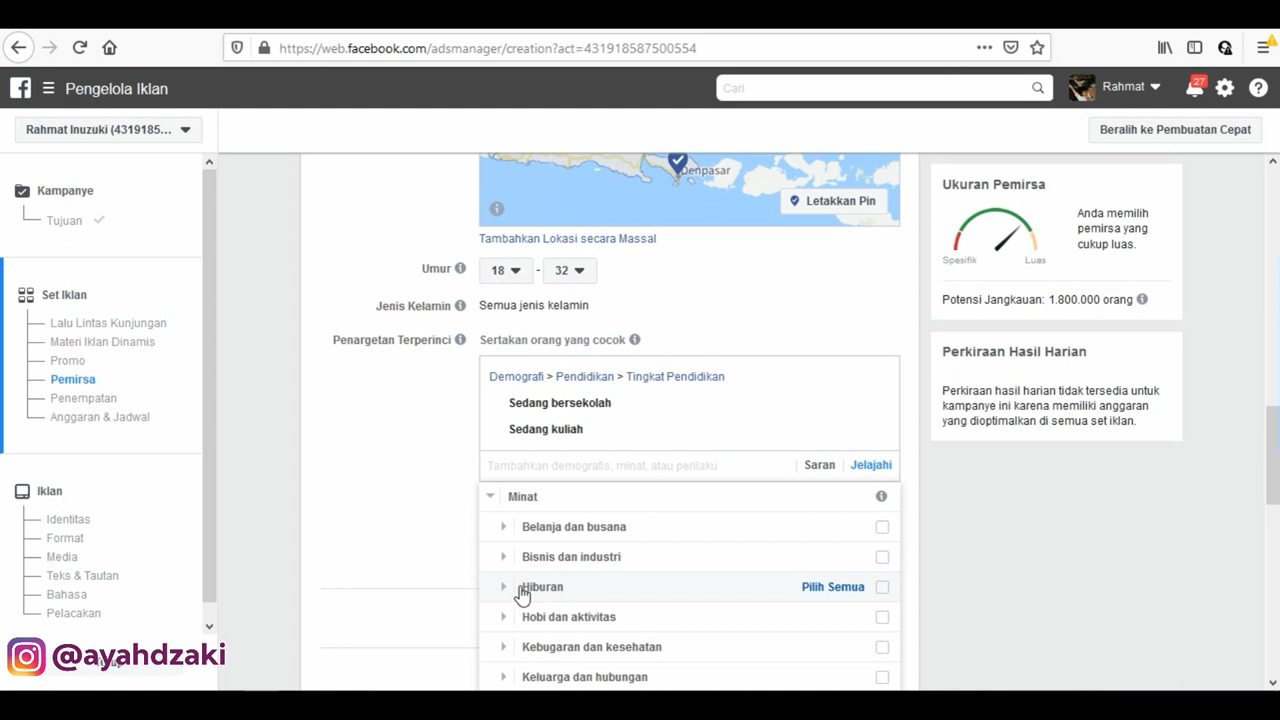 https://web.facebook.com/adsmanager/creation?act=431918587500554
Pengelola Iklan
Cari
Rahmat
27
Rahmat Inuzuki (4319185...
Beralih ke Pembuatan Cepat
Kampanye
Tujuan
Set Iklan
Lalu Lintas Kunjungan
Materi Iklan Dinamis
Promo
Pemirsa
Penempatan
Anggaran & Jadwal
Iklan
Identitas
Format
Media
Teks & Tautan
Bahasa
Pelacakan
@ayahdzaki
Denpasar
Letakkan Pin
Tambahkan Lokasi secara Massal
Umur 18 - 32
Jenis Kelamin Semua jenis kelamin
Penargetan Terperinci Sertakan orang yang cocok
Demografi > Pendidikan > Tingkat Pendidikan
Sedang bersekolah
Sedang kuliah
Tambahkan demografis, minat, atau perilaku Saran Jelajahi
Minat
Belanja dan busana
Bisnis dan industri
Hiburan Pilih Semua
Hobi dan aktivitas
Kebugaran dan kesehatan
Keluarga dan hubungan
Ukuran Pemirsa
Anda memilih
pemirsa yang
cukup luas.
Spesifik Luas
Potensi Jangkauan: 1.800.000 orang
Perkiraan Hasil Harian
Perkiraan hasil harian tidak tersedia untuk
kampanye ini karena memiliki anggaran
yang dioptimalkan di semua set iklan.